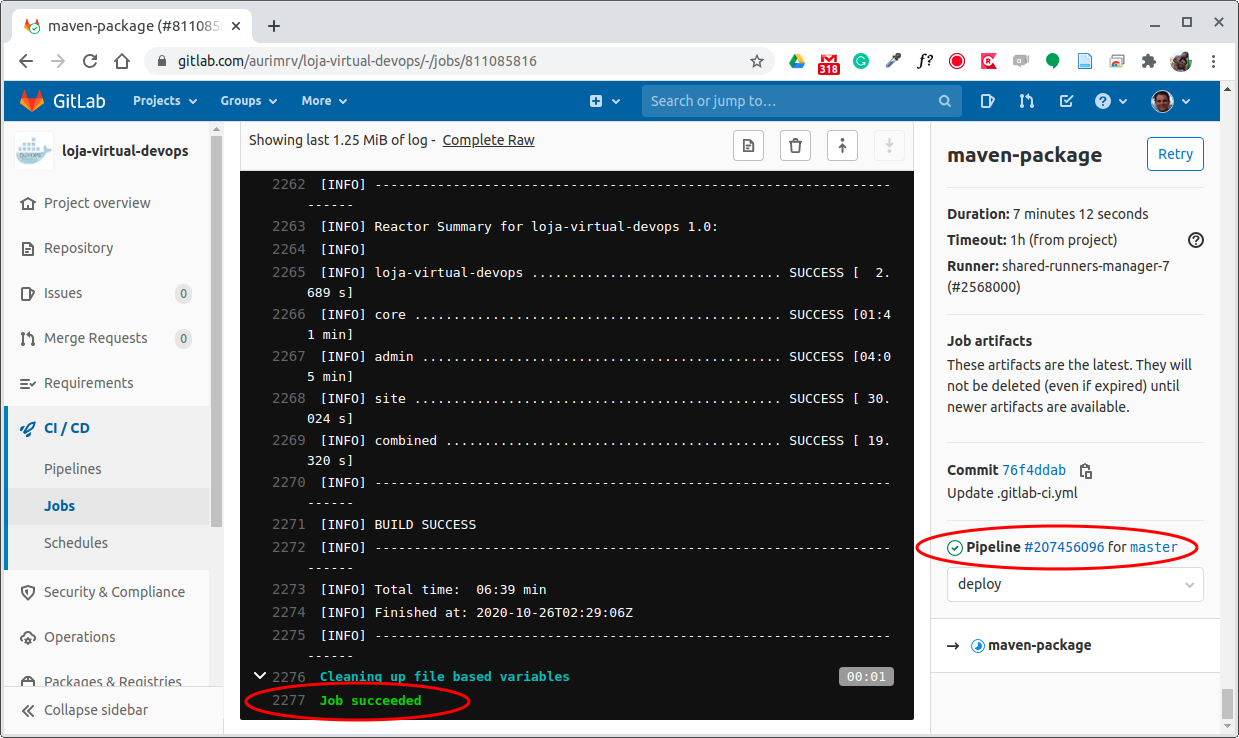 maven-package (#811085
gitlab.com/aurimrv/loja-virtual-devops/-/jobs/811085816
f?
318
GitLab
Projects
Groups
More
Search or jump to…
loja-virtual-devops
Project overview
Repository
Issues 0
Merge Requests 0
Requirements
CI / CD
Pipelines
Jobs
Schedules
Security & Compliance
Operations
Packages & Registries
Collapse sidebar
Showing last 1.25 MiB of log - Complete Raw
2262 [INFO] ------------------------------------------------------------------
------
2263 [INFO] Reactor Summary for loja-virtual-devops 1.0:
2264 [INFO]
2265 [INFO] loja-virtual-devops ................................ SUCCESS [  2.
689 s]
2266 [INFO] core ............................................... SUCCESS [01:4
1 min]
2267 [INFO] admin .............................................. SUCCESS [04:0
5 min]
2268 [INFO] site ............................................... SUCCESS [ 30.
024 s]
2269 [INFO] combined ........................................... SUCCESS [ 19.
320 s]
2270 [INFO] ------------------------------------------------------------------
------
2271 [INFO] BUILD SUCCESS
2272 [INFO] ------------------------------------------------------------------
------
2273 [INFO] Total time:  06:39 min
2274 [INFO] Finished at: 2020-10-26T02:29:06Z
2275 [INFO] ------------------------------------------------------------------
------
2276 Cleaning up file based variables 00:01
2277 Job succeeded
maven-package
Retry
Duration: 7 minutes 12 seconds
Timeout: 1h (from project)
Runner: shared-runners-manager-7
(#2568000)
Job artifacts
These artifacts are the latest. They will
not be deleted (even if expired) until
newer artifacts are available.
Commit 76f4ddab
Update .gitlab-ci.yml
Pipeline #207456096 for master
deploy
maven-package